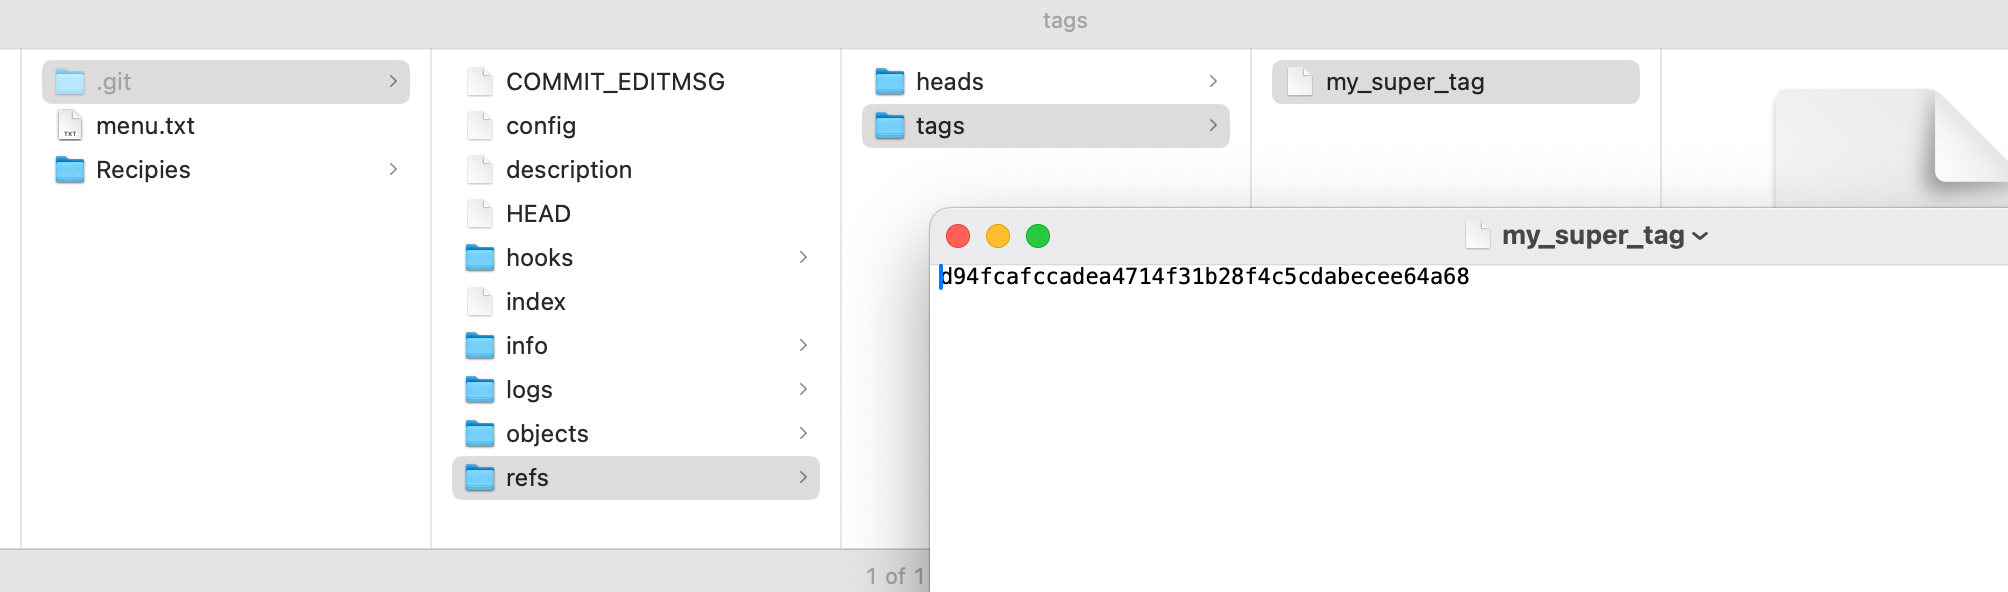 tags
.git
menu.txt
TXT
Recipies
COMMIT_EDITMSG
config
description
HEAD
hooks
index
info
logs
objects
refs
heads
tags
my_super_tag
my_super_tag
d94fcafccadea4714f31b28f4c5cdabecee64a68
1 of 1